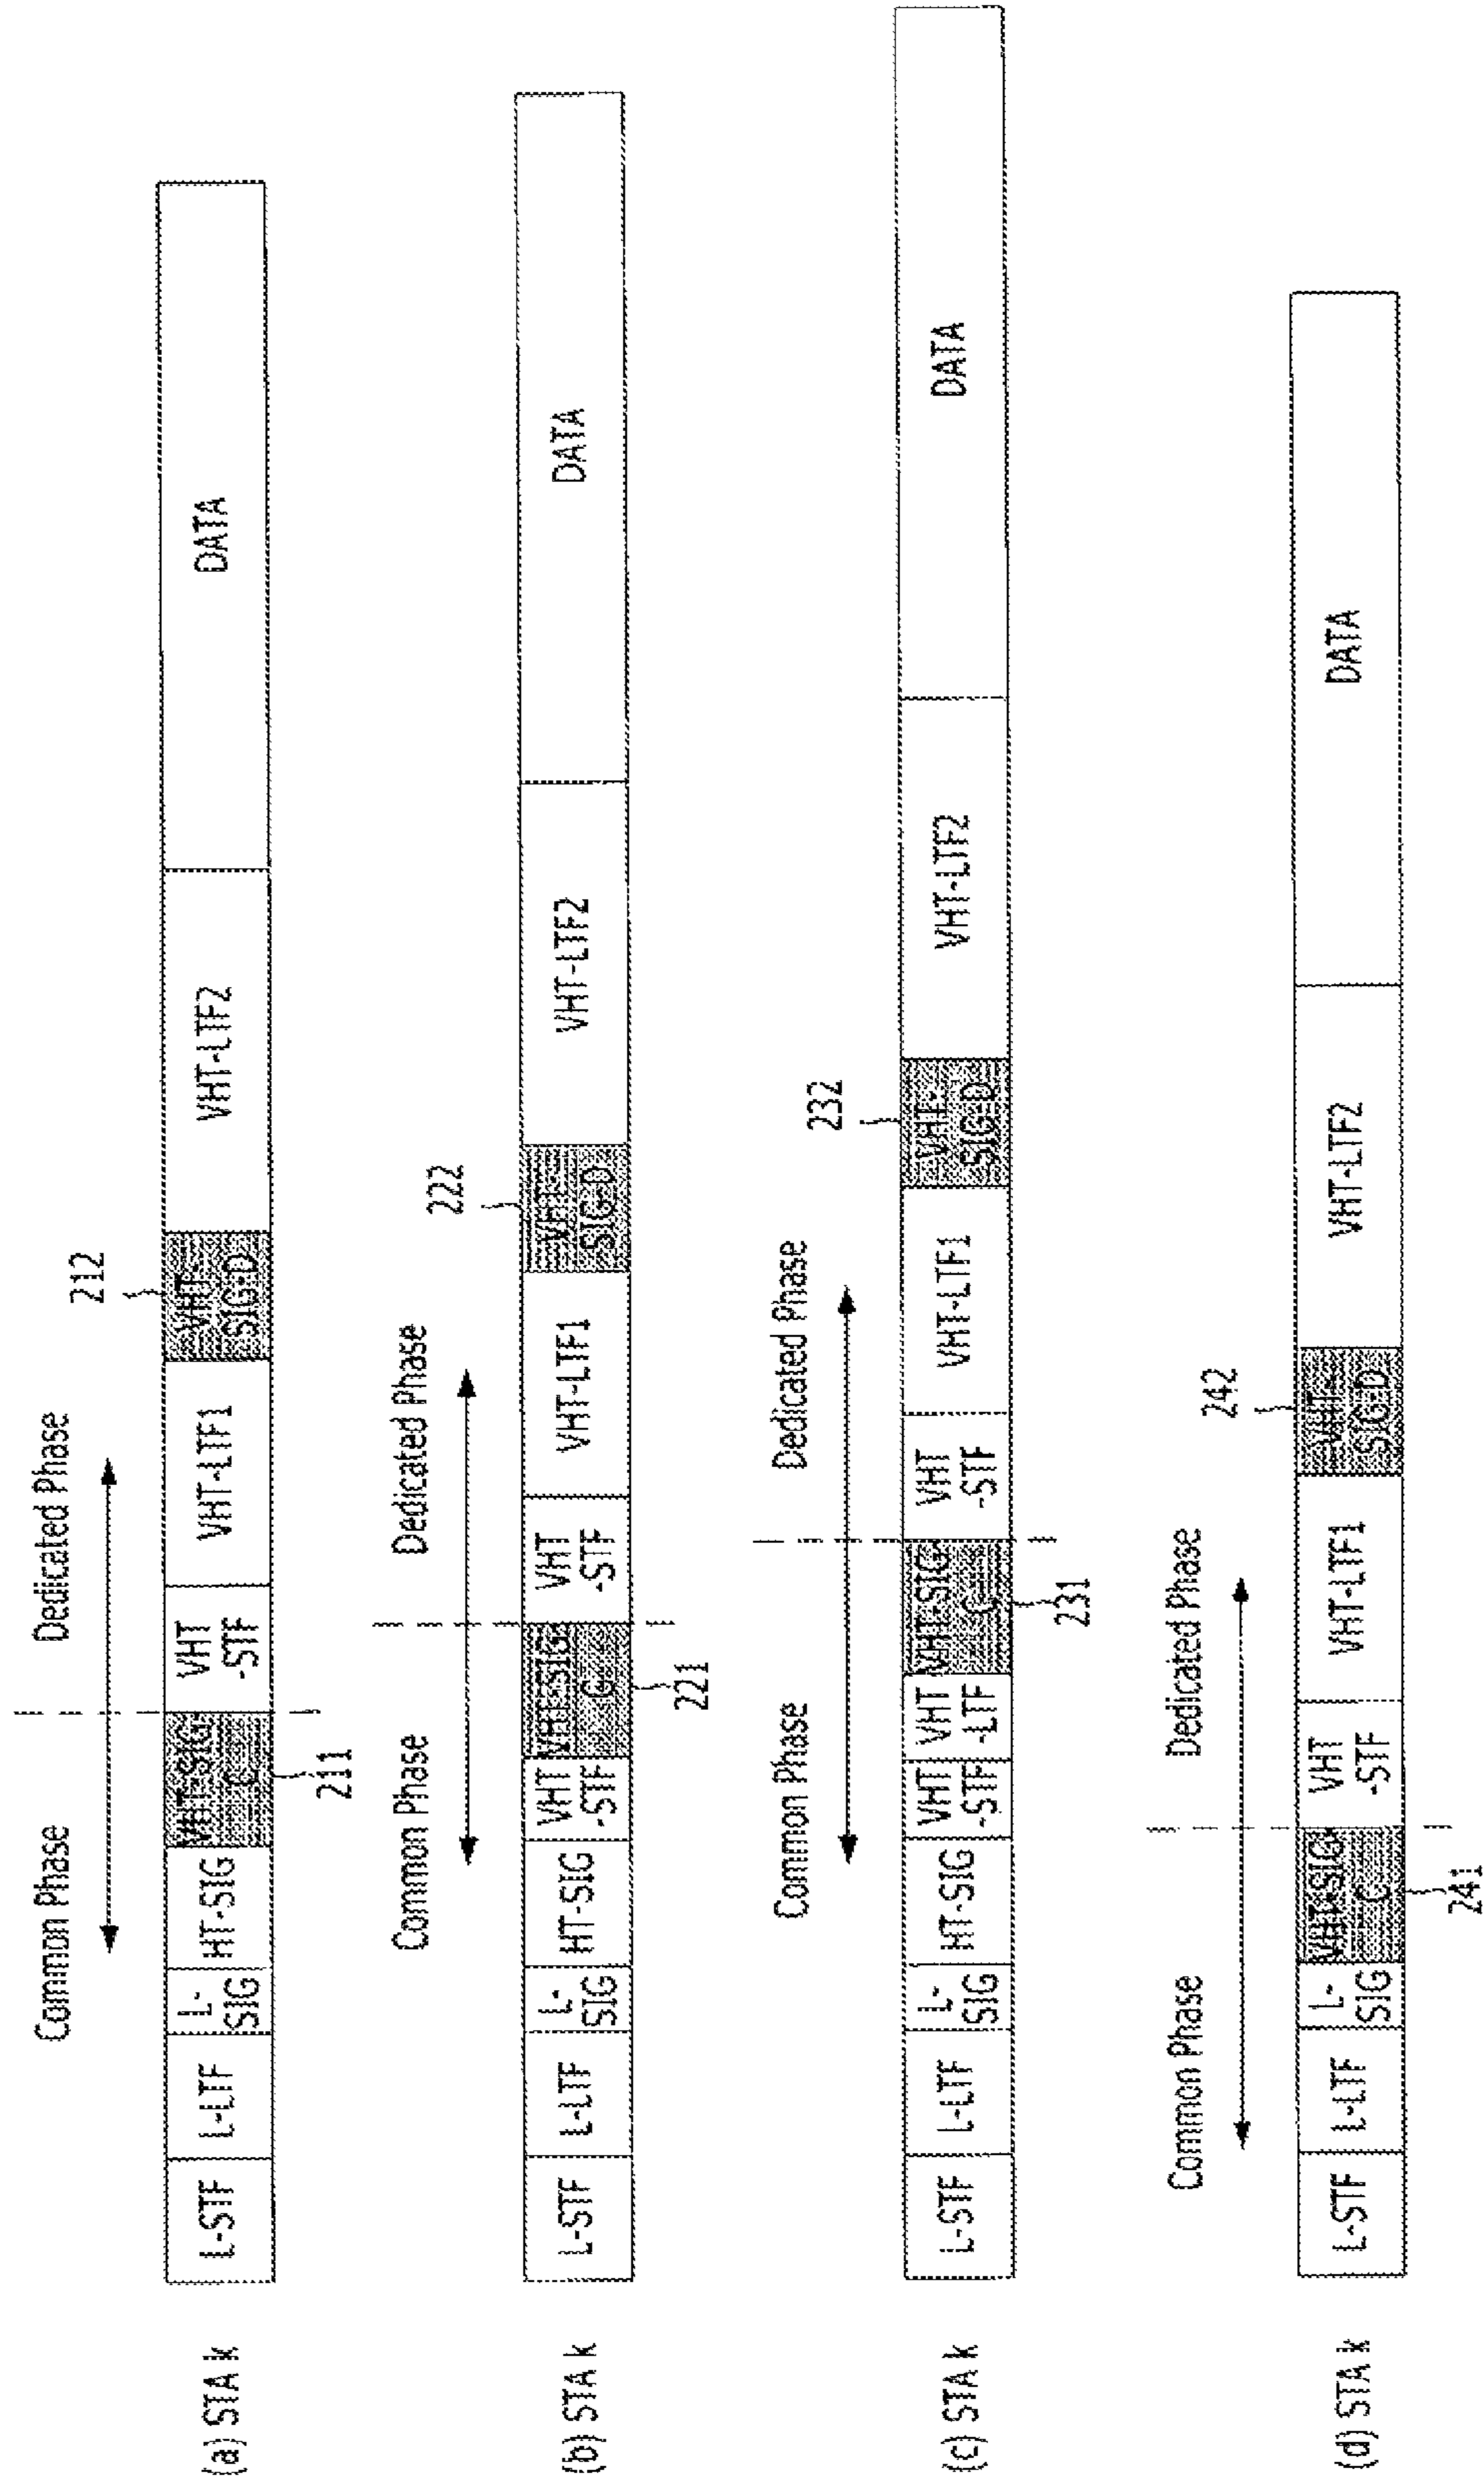 Common Phase
Dedicated Phase
212
(a) STA k
L-STF
L-LTF
L-
SIG
HT-SIG
VHT-SIG-
C
VHT
-STF
VHT-LTF1
VHT-
SIG-D
VHT-LTF2
DATA
211
Common Phase
Dedicated Phase
222
(b) STA k
L-STF
L-LTF
L-
SIG
HT-SIG
VHT
-STF
VHT-SIG-
C
VHT
-STF
VHT-LTF1
VHT-
SIG-D
VHT-LTF2
DATA
221
Common Phase
Dedicated Phase
232
(c) STA k
L-STF
L-LTF
L-
SIG
HT-SIG
VHT
-STF
VHT
-LTF
VHT-SIG-
C
VHT
-STF
VHT-LTF1
VHT-
SIG-D
VHT-LTF2
DATA
231
Common Phase
Dedicated Phase
242
(d) STA k
L-STF
L-LTF
L-
SIG
VHT-SIG-
C
VHT
-STF
VHT-LTF1
VHT-
SIG-D
VHT-LTF2
DATA
241